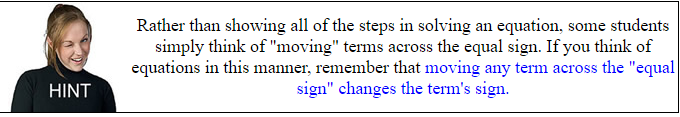 Rather than showing all of the steps in solving an equation, some students
simply think of "moving" terms across the equal sign. If you think of
equations in this manner, remember that moving any term across the "equal
sign" changes the term's sign.
HINT